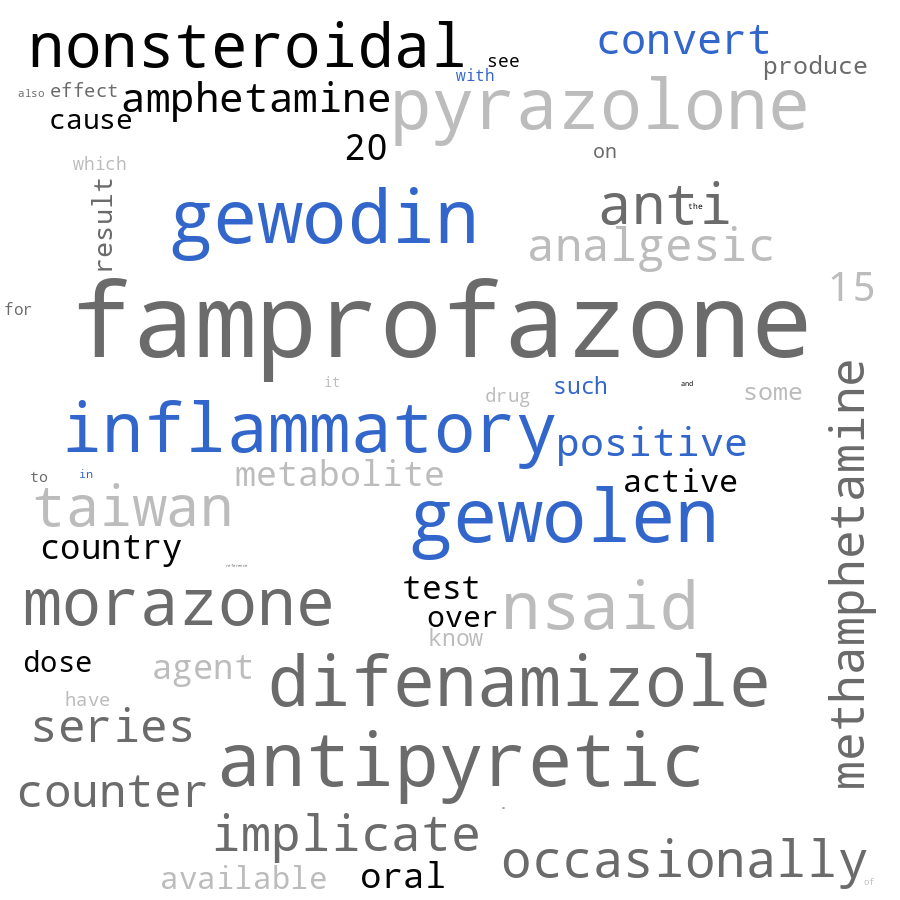 nonsteroidal
convert
see
with
produce
also
effect
amphetamine
pyrazolone
cause
20
on
which
result
gewodin
anti
the
analgesic
famprofazone
15
for
it
and
drug
such
some
methamphetamine
inflammatory
positive
to
in
metabolite
active
taiwan
gewolen
country
morazone
test
nsaid
over
know
dose
agent
difenamizole
have
series
antipyretic
counter
implicate
occasionally
available
oral
of